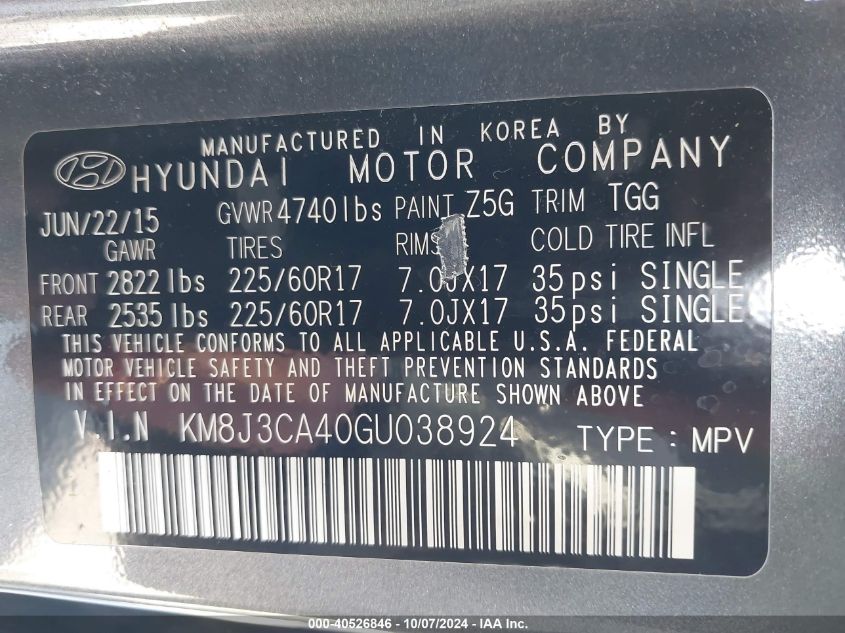 MANUFACTURED IN KOREA BY
HYUNDAI MOTOR COMPANY
JUN/22/15 GVWR 4740lbs PAINT Z5G TRIM TGG
GAWR TIRES RIMS COLD TIRE INFL
FRONT 2822 lbs 225/60R17 7.0JX17 35psi SINGLE
REAR 2535 lbs 225/60R17 7.0JX17 35psi SINGLE
THIS VEHICLE CONFORMS TO ALL APPLICABLE U.S.A. FEDERAL
MOTOR VEHICLE SAFETY AND THEFT PREVENTION STANDARDS
IN EFFECT ON THE DATE OF MANUFACTURE SHOWN ABOVE
V.I.N KM8J3CA40GU038924 TYPE : MPV
000-40526846 - 10/07/2024 - IAA Inc.